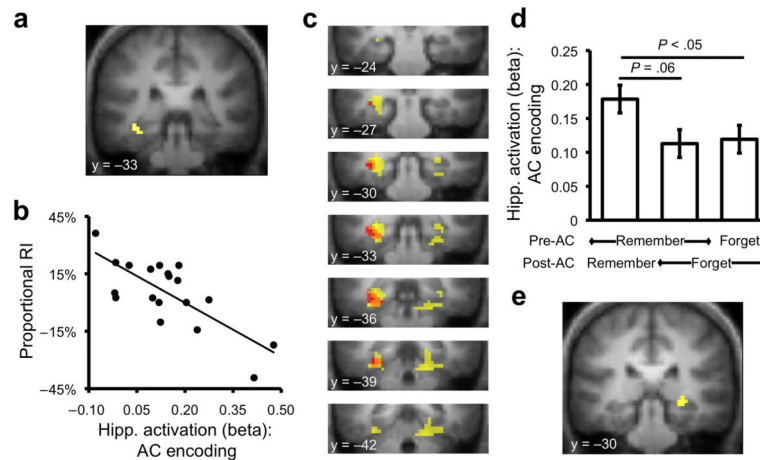 a
y = –33
b
Proportional RI
45%
15%
–15%
–45%
–0.10 0.05 0.20 0.35 0.50
Hipp. activation (beta):
AC encoding
c
y = –24
y = –27
y = –30
y = –33
y = –36
y = –39
y = –42
d
P < .05
P = .06
Hipp. activation (beta):
AC encoding
0.25
0.20
0.15
0.10
0.05
0
Pre-AC Remember Forget
Post-AC Remember Forget
e
y = –30